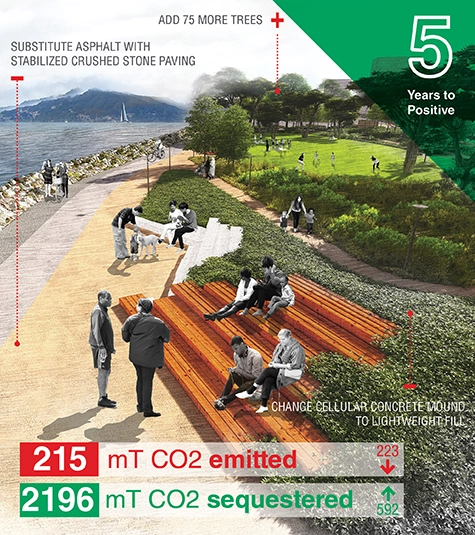 ADD 75 MORE TREES
SUBSTITUTE ASPHALT WITH
STABILIZED CRUSHED STONE PAVING
5
Years to
Positive
CHANGE CELLULAR CONCRETE MOUND
TO LIGHTWEIGHT FILL
215 mT CO2 emitted 223
2196 mT CO2 sequestered 592